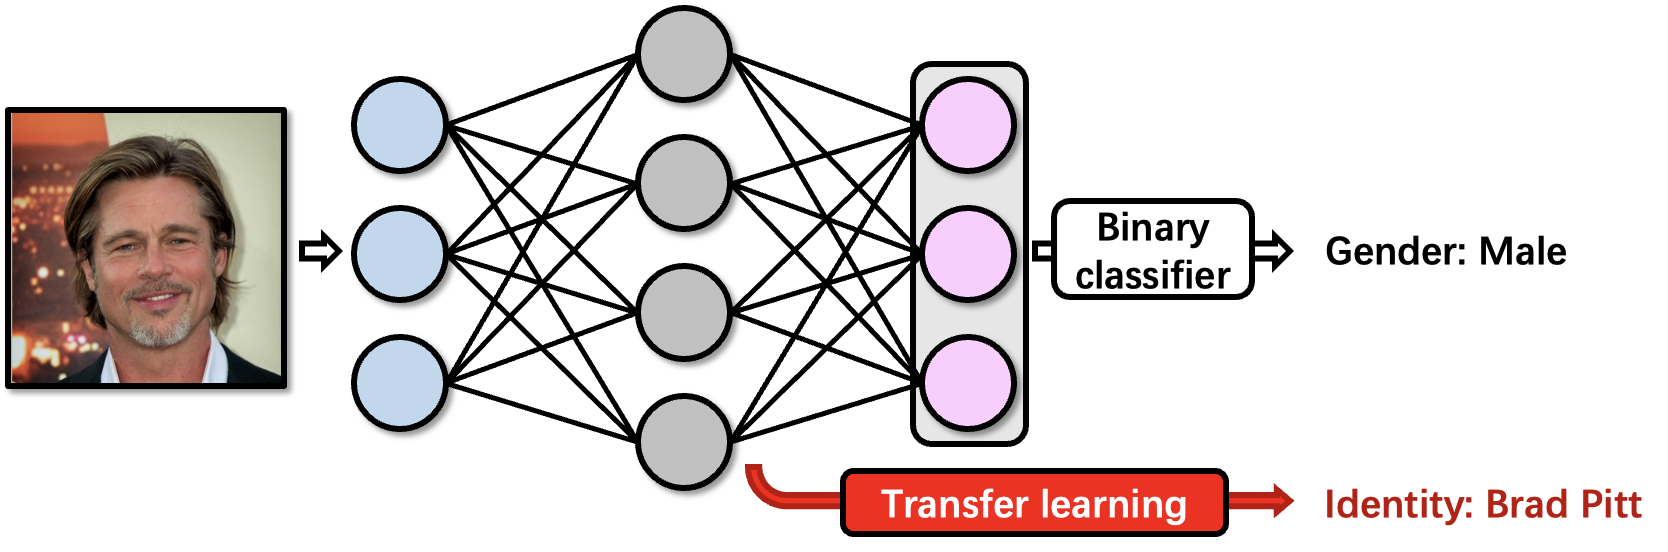 Binary
classifier
Gender: Male
Transfer learning
Identity: Brad Pitt